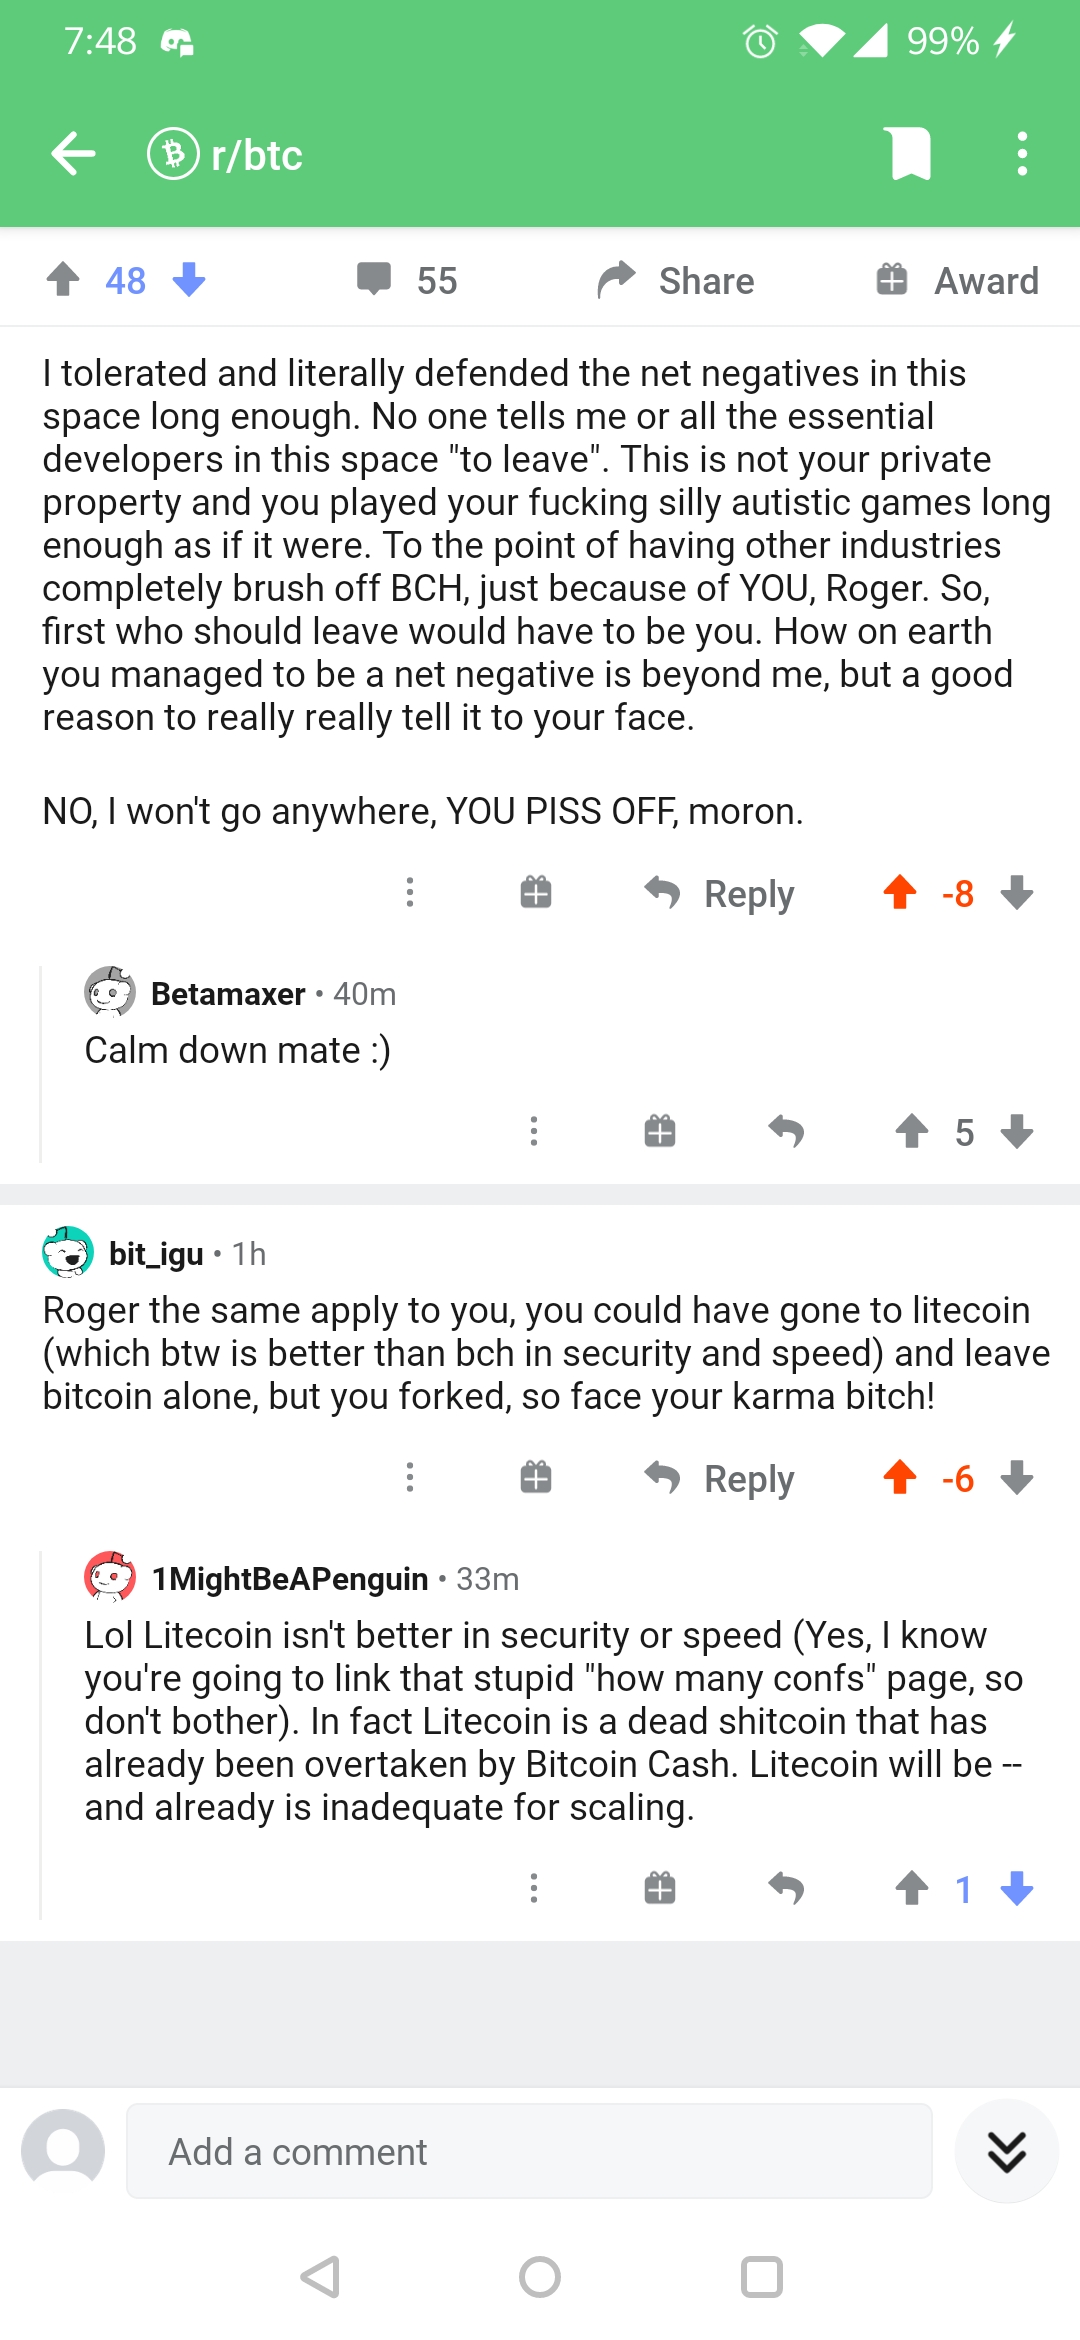 7:48 99%
r/btc
48 55 Share Award
I tolerated and literally defended the net negatives in this
space long enough. No one tells me or all the essential
developers in this space "to leave". This is not your private
property and you played your fucking silly autistic games long
enough as if it were. To the point of having other industries
completely brush off BCH, just because of YOU, Roger. So,
first who should leave would have to be you. How on earth
you managed to be a net negative is beyond me, but a good
reason to really really tell it to your face.
NO, I won't go anywhere, YOU PISS OFF, moron.
Reply -8
Betamaxer • 40m
Calm down mate :)
5
bit_igu • 1h
Roger the same apply to you, you could have gone to litecoin
(which btw is better than bch in security and speed) and leave
bitcoin alone, but you forked, so face your karma bitch!
Reply -6
1MightBeAPenguin • 33m
Lol Litecoin isn't better in security or speed (Yes, I know
you're going to link that stupid "how many confs" page, so
don't bother). In fact Litecoin is a dead shitcoin that has
already been overtaken by Bitcoin Cash. Litecoin will be --
and already is inadequate for scaling.
1
Add a comment